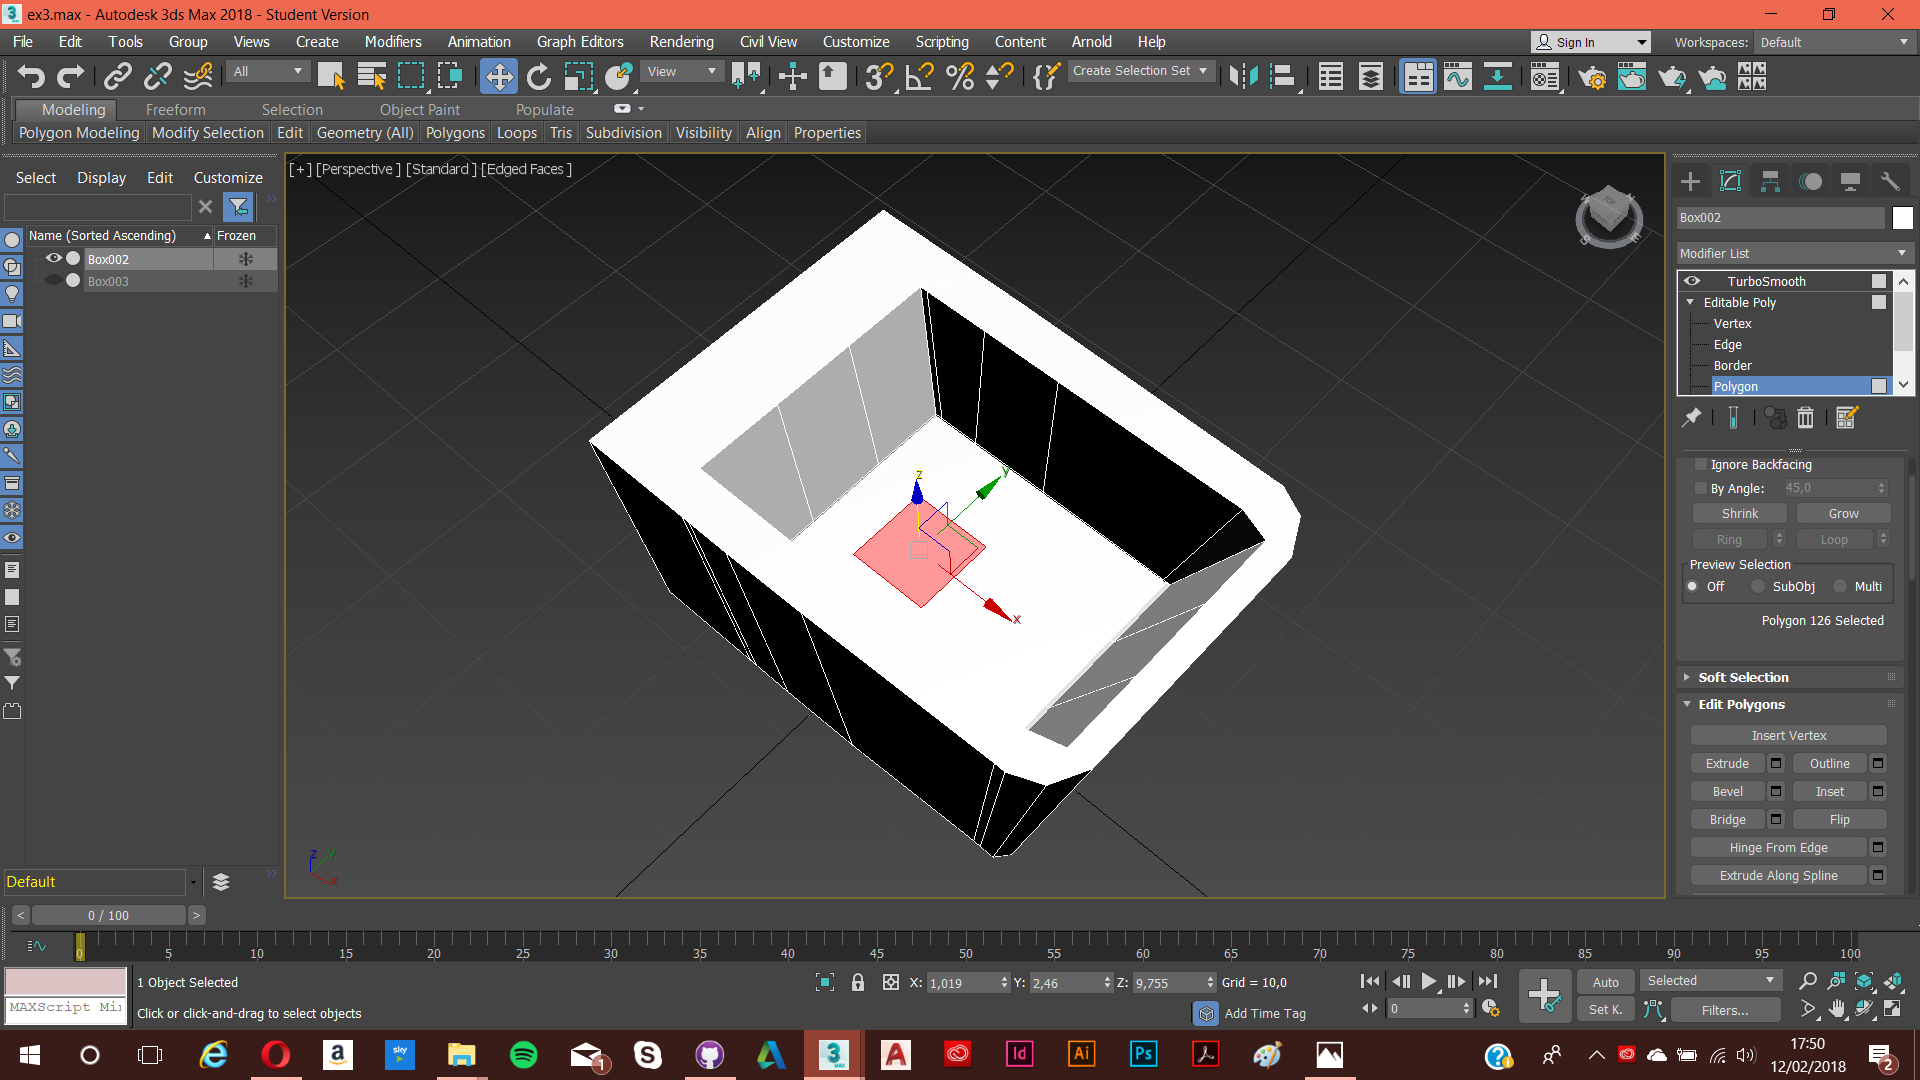 ex3.max - Autodesk 3ds Max 2018 - Student Version
File Edit Tools Group Views Create Modifiers Animation Graph Editors Rendering Civil View Customize Scripting Content Arnold Help Sign In Workspaces: Default
All View Create Selection Set
Modeling Freeform Selection Object Paint Populate
Polygon Modeling Modify Selection Edit Geometry (All) Polygons Loops Tris Subdivision Visibility Align Properties
Select Display Edit Customize
Name (Sorted Ascending) Frozen
Box002
Box003
[+] [Perspective ] [Standard ] [Edged Faces ]
z
y
x
Box002
Modifier List
TurboSmooth
Editable Poly
Vertex
Edge
Border
Polygon
Ignore Backfacing
By Angle: 45,0
Shrink Grow
Ring Loop
Preview Selection
Off SubObj Multi
Polygon 126 Selected
Soft Selection
Edit Polygons
Insert Vertex
Extrude Outline
Bevel Inset
Bridge Flip
Hinge From Edge
Extrude Along Spline
z y
x
Default
< 0 / 100 >
0 5 10 15 20 25 30 35 40 45 50 55 60 65 70 75 80 85 90 95 100
1 Object Selected X: 1,019 Y: 2,46 Z: 9,755 Grid = 10,0 Auto Selected
MAXScript Mi
Click or click-and-drag to select objects Add Time Tag 0 Set K. Filters...
17:50
12/02/2018